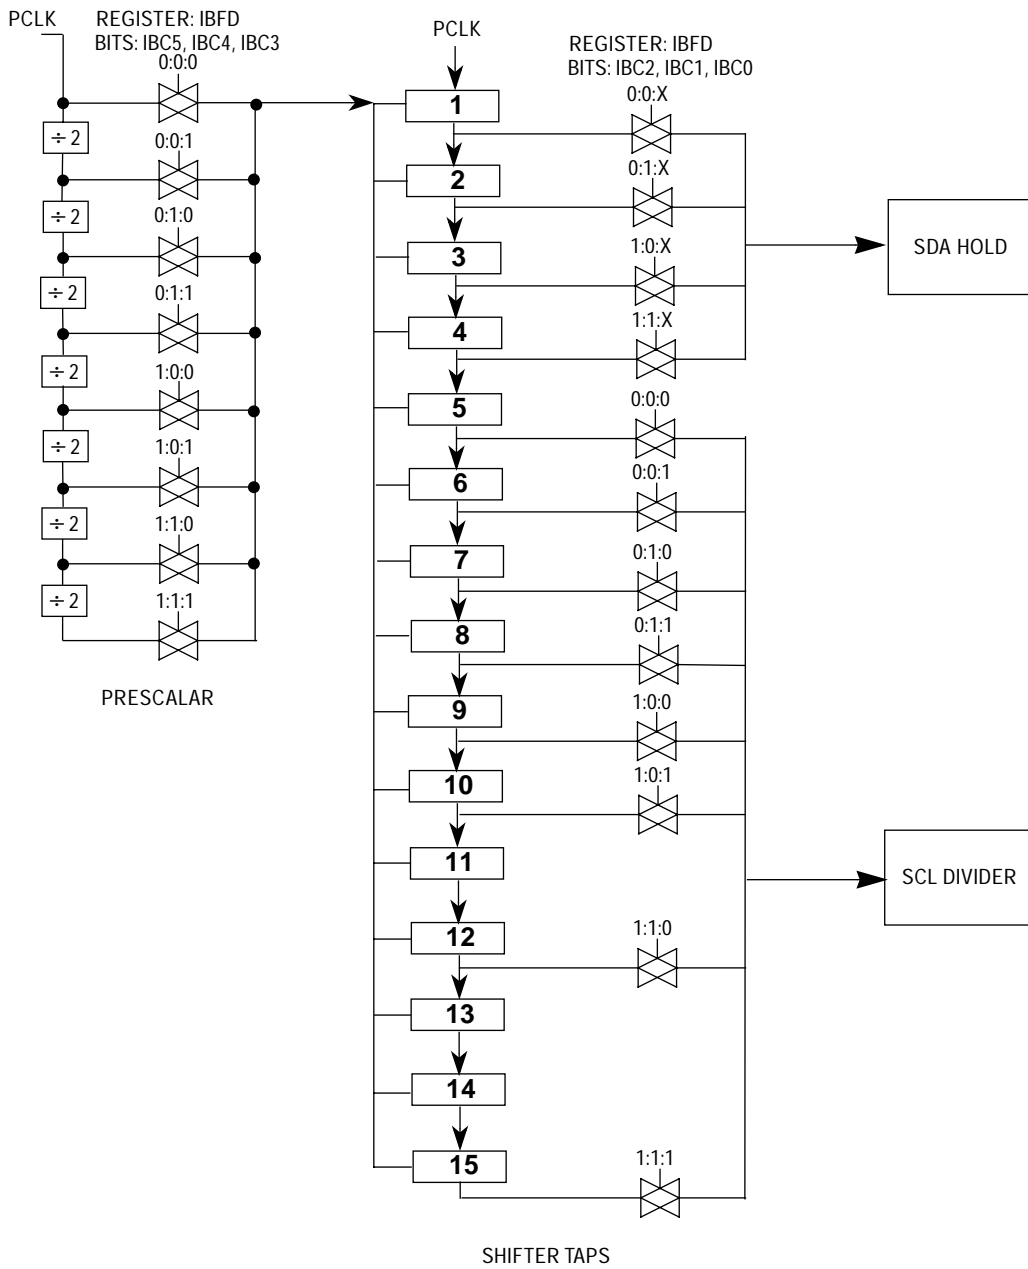 PCLK
REGISTER: IBFD
BITS: IBC5, IBC4, IBC3
0:0:0
÷ 2
0:0:1
÷ 2
0:1:0
÷ 2
0:1:1
÷ 2
1:0:0
÷ 2
1:0:1
÷ 2
1:1:0
÷ 2
1:1:1
PRESCALAR
PCLK
1
2
3
4
5
6
7
8
9
10
11
12
13
14
15
REGISTER: IBFD
BITS: IBC2, IBC1, IBC0
0:0:X
0:1:X
1:0:X
1:1:X
0:0:0
0:0:1
0:1:0
0:1:1
1:0:0
1:0:1
1:1:0
1:1:1
SDA HOLD
SCL DIVIDER
SHIFTER TAPS